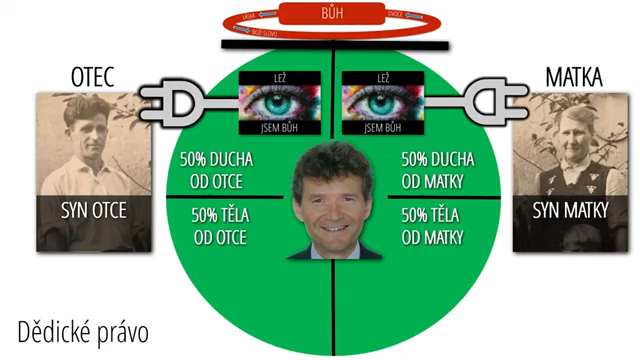 BŮH
LÁSKA
OVOCE
BOŽÍ SLOVO
OTEC
LEŽ
LEŽ
MATKA
JSEM BŮH
JSEM BŮH
50% DUCHA
OD OTCE
50% DUCHA
OD MATKY
SYN OTCE
50% TĚLA
OD OTCE
50% TĚLA
OD MATKY
SYN MATKY
Dědické právo